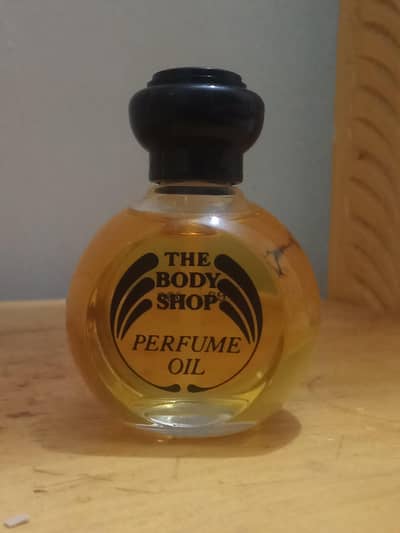 THE
BODY
SHOP
PERFUME
OIL